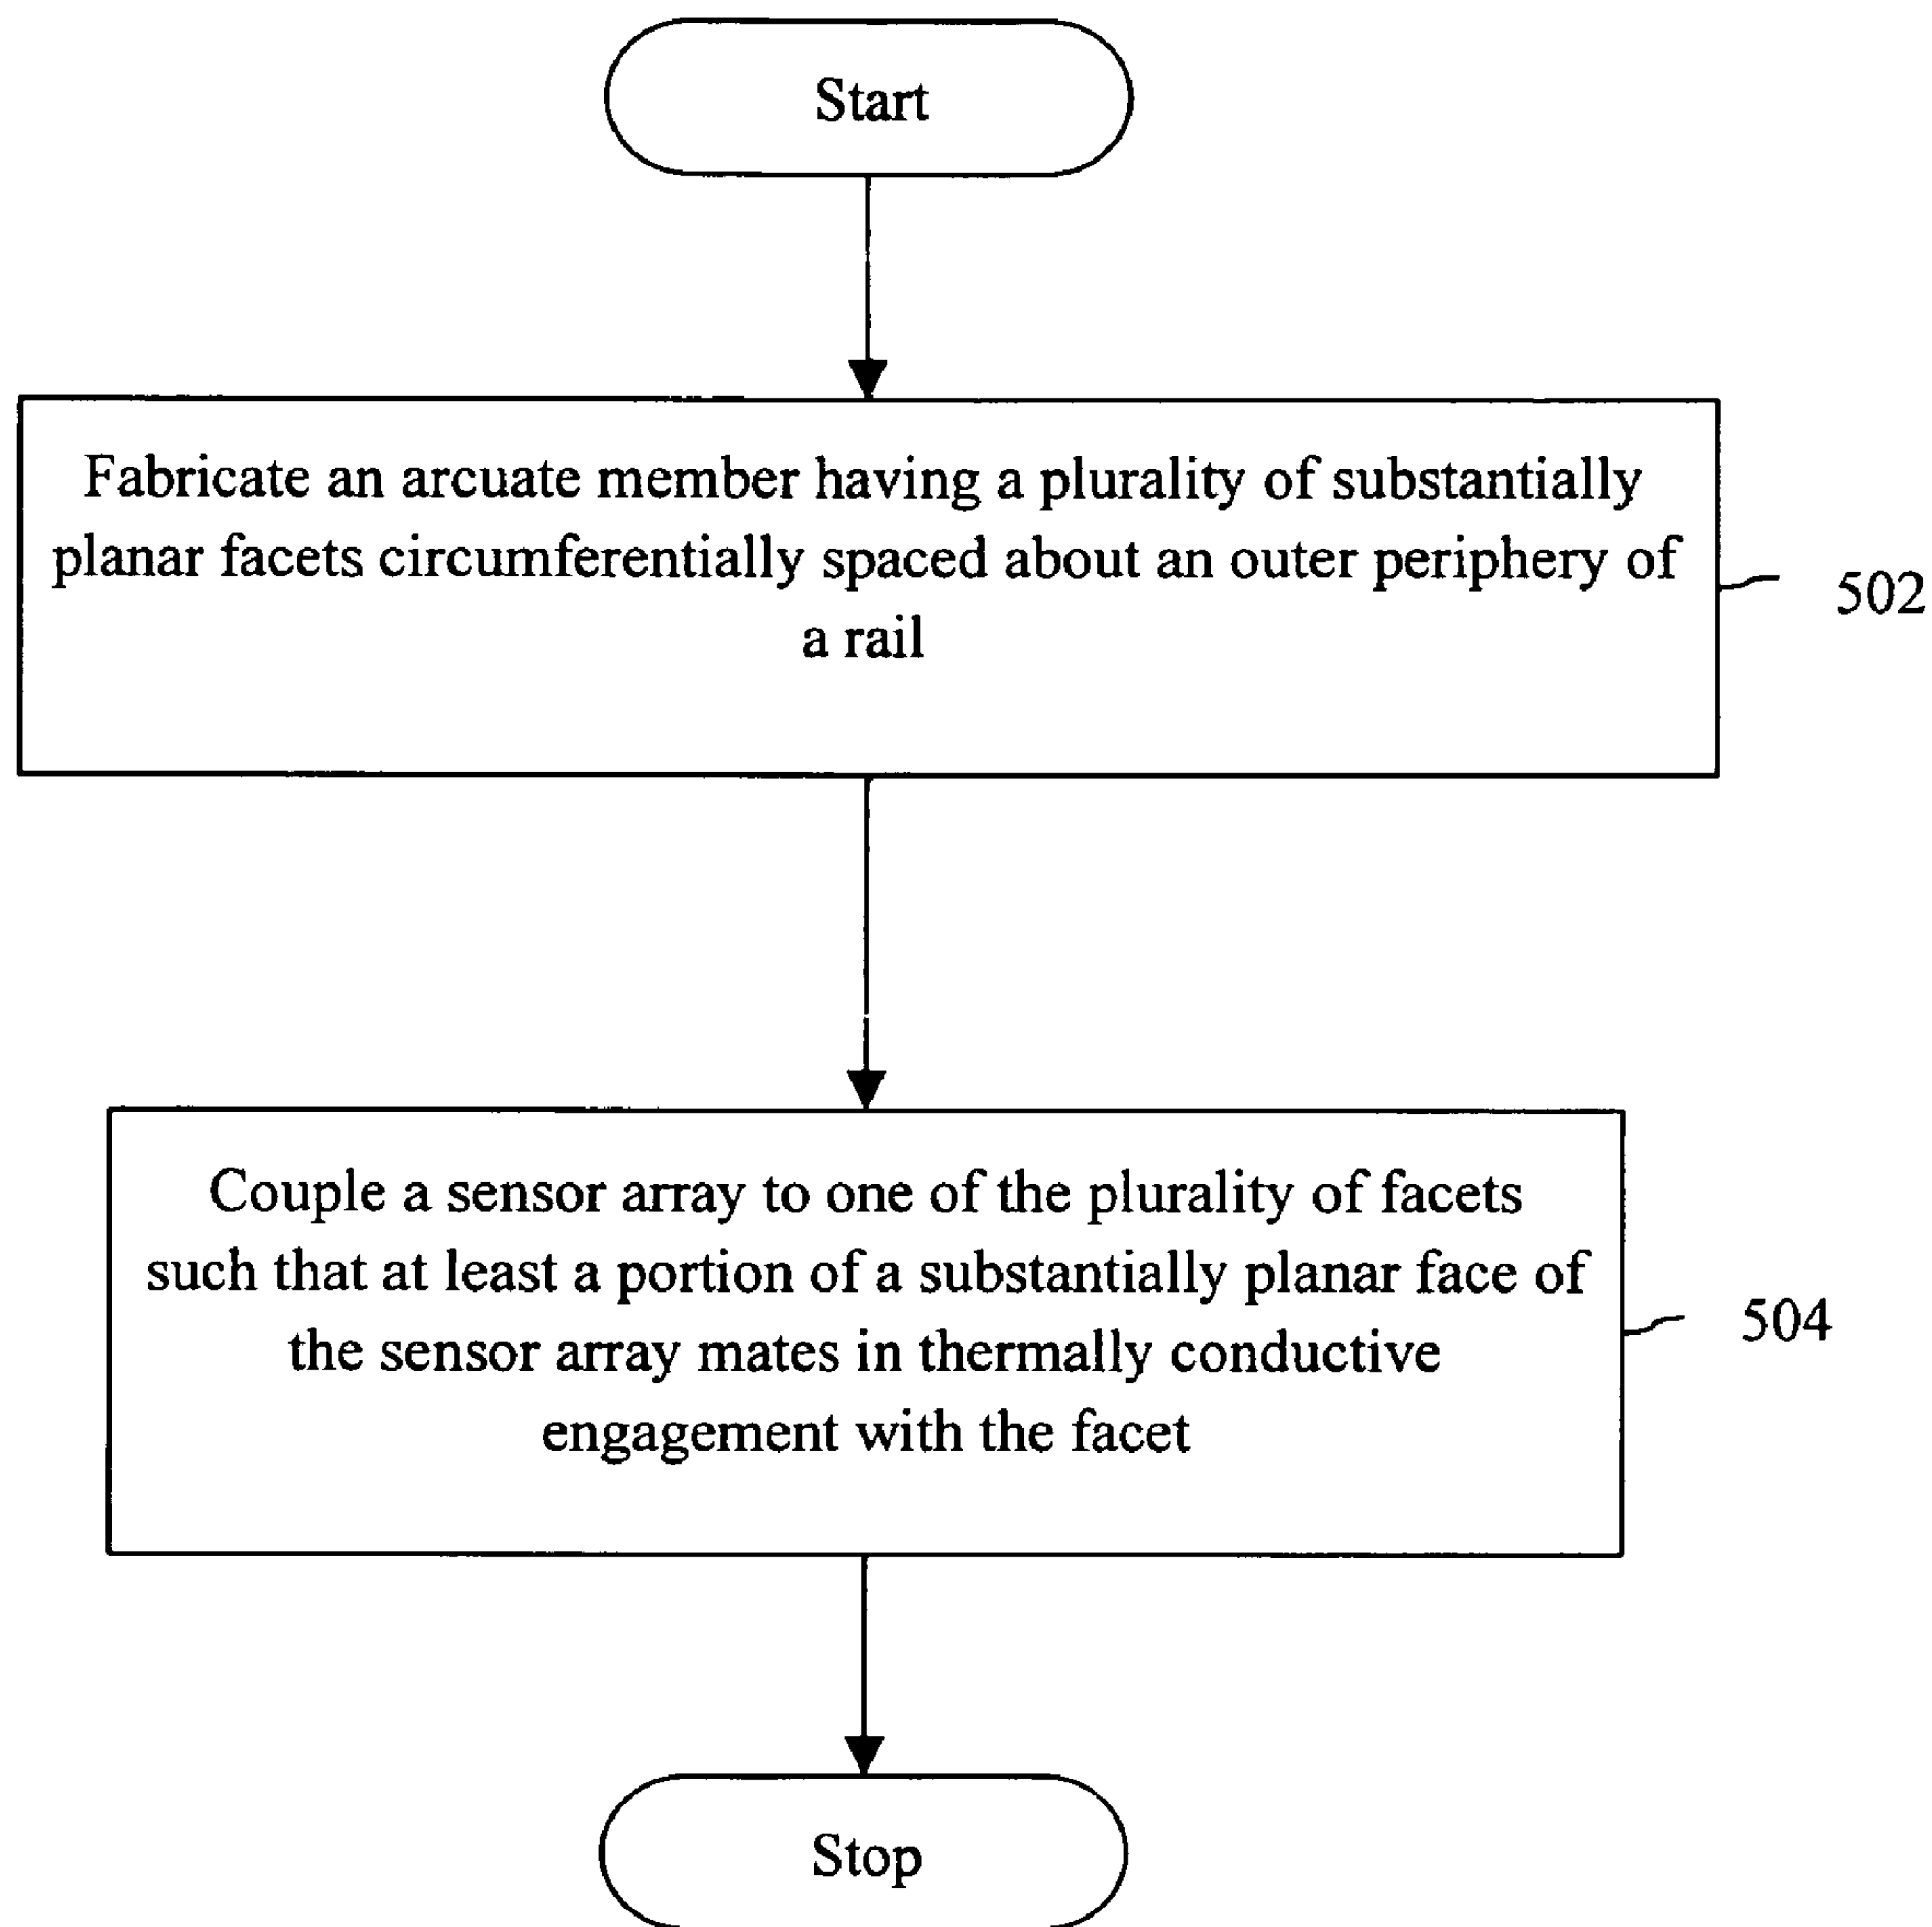 Start
Fabricate an arcuate member having a plurality of substantially
planar facets circumferentially spaced about an outer periphery of
a rail
502
Couple a sensor array to one of the plurality of facets
such that at least a portion of a substantially planar face of
the sensor array mates in thermally conductive
engagement with the facet
504
Stop